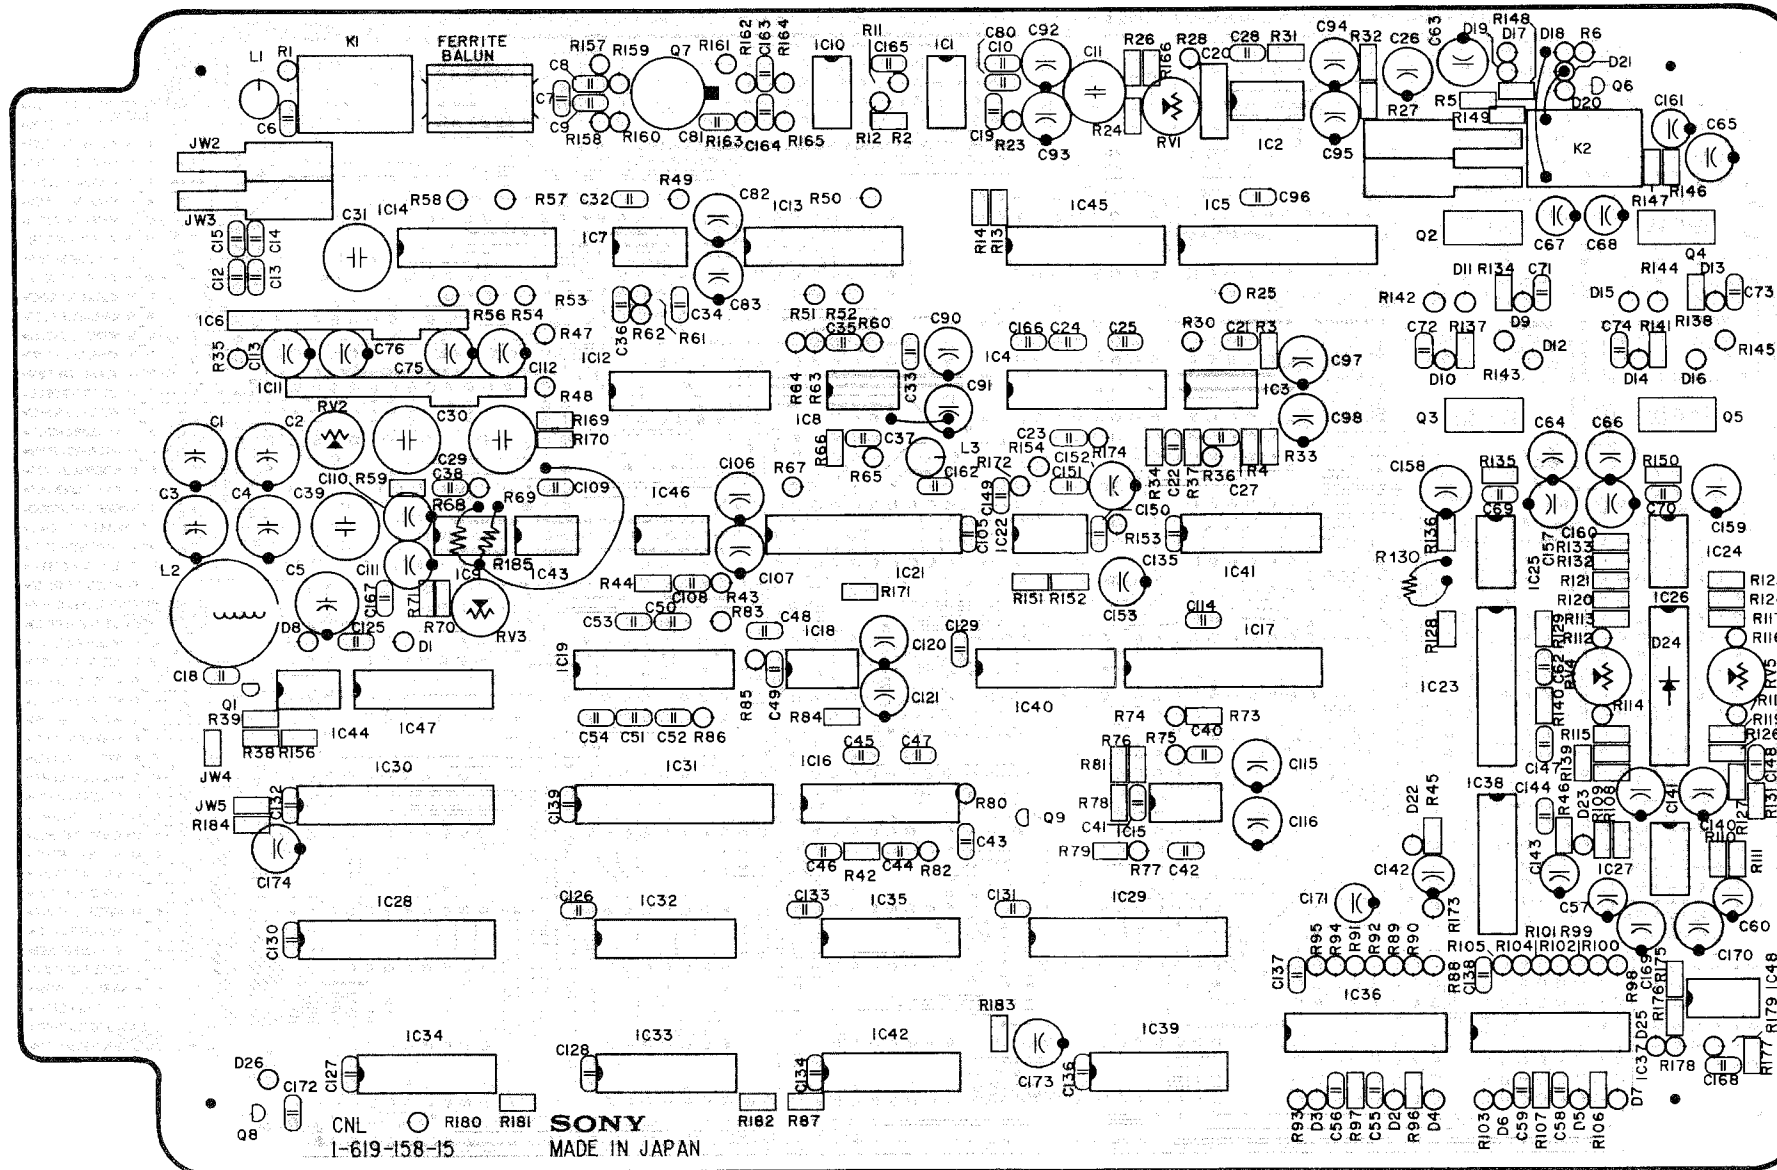 L1
R1
K1
FERRITE
BALUN
C8
R157
R159
Q7
R161
R162
C163
R164
IC10
R11
C165
IC1
C80
C10
C92
C11
R26
R166
R28
C20
C28
R31
C94
R32
C26
C63
D19
R148
D17
D18
R6
D21
Q6
D20
C6
C7
C9
R158
R160
C81
R163
C164
R165
R12
R2
C19
R23
C93
R24
RV1
IC2
C95
R27
R5
R149
C161
C65
K2
JW2
JW3
R146
R147
R58
R57
C32
R49
C82
R50
IC14
C31
IC7
IC13
R14
R13
IC45
IC5
C96
Q2
C67
C68
Q4
C15
C14
C12
C13
C83
R25
R142
D11
R134
C71
D15
R144
D13
C73
IC6
R56
R54
R53
R47
C36
R62
R61
C34
R51
R52
C35
R60
C90
C166
C24
C25
R30
C21
R3
C72
R137
D9
C74
R141
R138
R35
C113
C76
C75
C112
IC12
R64
R63
C33
C91
IC4
IC3
C97
D10
R143
D12
D14
D16
R145
IC11
R48
IC8
C98
C1
C2
RV2
C30
R169
R170
R66
C37
R65
L3
C162
C23
R154
C152
R174
R34
C22
R37
R36
C27
R4
R33
Q3
Q5
C64
C66
C3
C4
C39
C110
R59
C29
C38
R68
R69
C109
IC46
C106
R67
R172
C149
C151
C150
C158
R135
R150
C69
C70
C159
L2
C5
C111
IC9
R185
IC43
C107
IC21
C105
IC22
R153
C135
IC41
R136
R130
IC25
C157
C160
R133
R132
R121
R120
R113
R112
IC24
IC26
D24
C167
R71
R70
RV3
R44
C108
R43
R171
R151
R152
C153
D8
C125
D1
C53
C50
R83
C48
IC18
C120
C129
C114
IC17
R128
R129
C62
RV4
R116
RV5
C18
Q1
IC19
R85
C49
C121
IC40
IC23
R140
R114
R119
R39
IC44
IC47
C54
C51
C52
R86
R84
R74
R73
R38
R156
JW4
IC30
IC31
IC16
C45
C47
R76
R81
R75
C40
C115
R115
R126
C147
R139
C148
JW5
R184
C132
C139
R80
Q9
R78
C41
IC15
C116
D22
R45
IC38
C144
R46
D23
R109
R108
C141
C140
R127
R131
C174
C46
R42
C44
R82
C43
R79
R77
C42
C142
C143
IC27
R110
R111
IC28
C126
IC32
C133
IC35
C131
IC29
C171
R173
C57
C60
C130
C137
R95
R94
R91
R92
R89
R90
R88
R105
R104
R101
R102
R99
R100
C138
R98
C169
R175
C170
IC48
IC36
R176
R179
IC34
IC33
IC42
R183
IC39
D25
IC37
R178
C168
R177
D26
C172
C127
C128
C134
C173
C136
Q8
CNL
R180
R181
SONY
R182
R87
R93
D3
C56
R97
C55
D2
R96
D4
R103
D6
C59
R107
C58
D5
R106
D7
1-619-158-15
MADE IN JAPAN